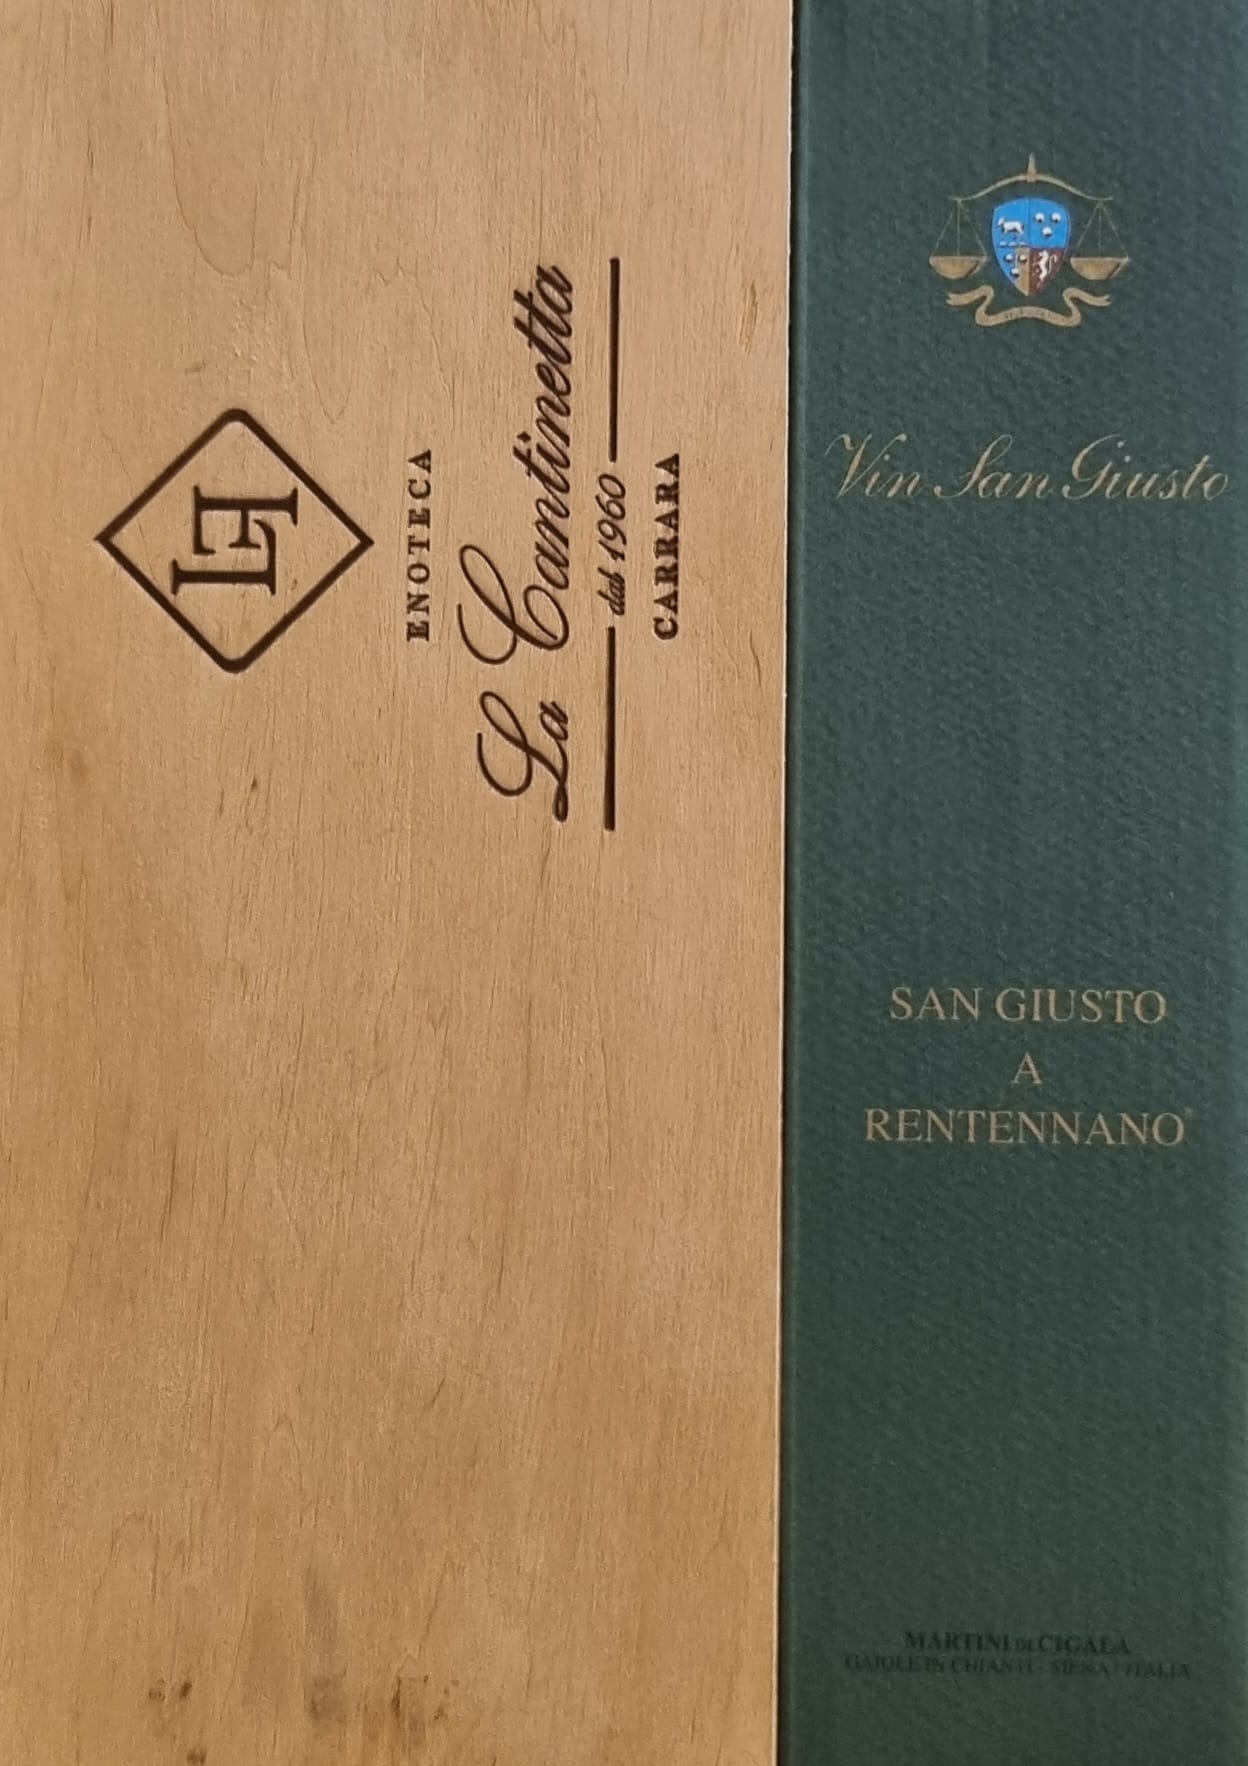 LE
ENOTECA
La Cantinetta
dal 1960
CARRARA
Vin San Giusto
SAN GIUSTO
A
RENTENNANO®
MARTINI DI CIGALA
GAIOLE IN CHIANTI - SIENA - ITALIA